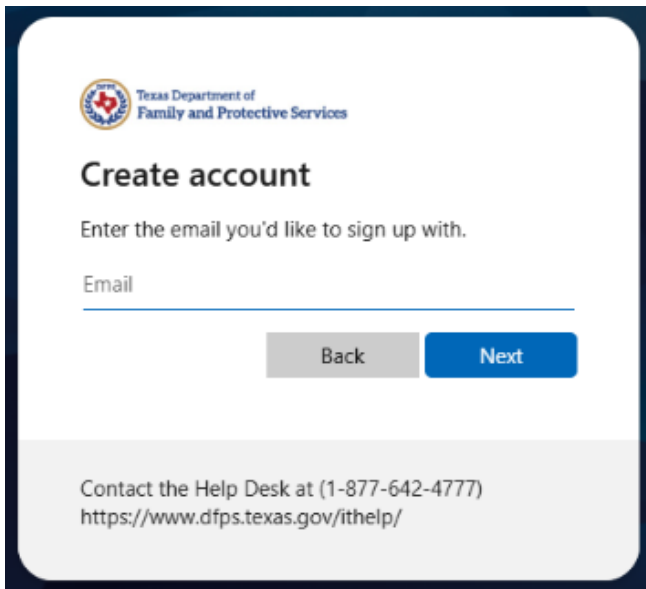 Texas Department of
Family and Protective Services
Create account
Enter the email you'd like to sign up with.
Email
Back
Next
Contact the Help Desk at (1-877-642-4777)
https://www.dfps.texas.gov/ithelp/